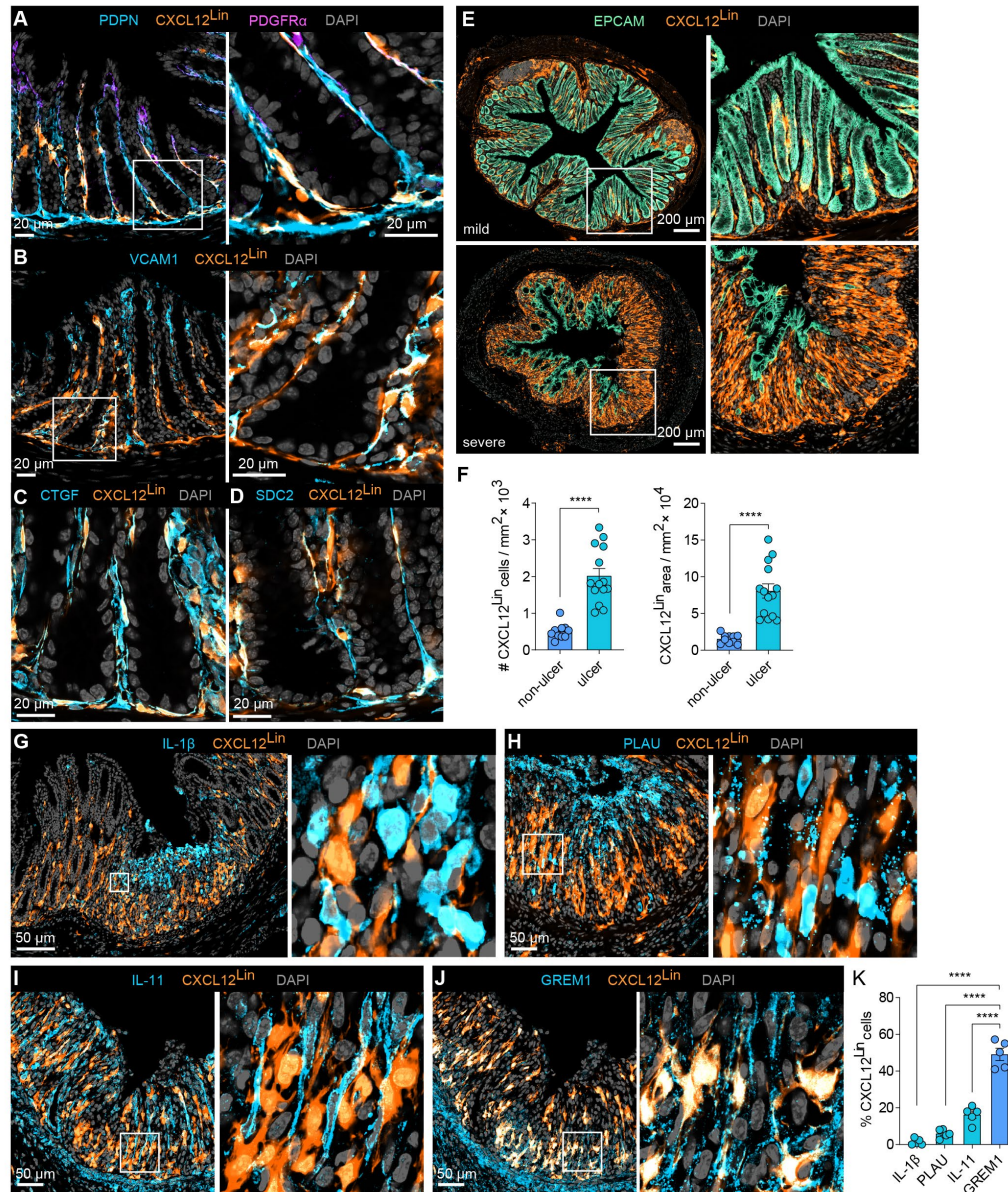 A PDPN CXCL12Lin PDGFRα DAPI
20 µm
20 µm
B VCAM1 CXCL12Lin DAPI
20 µm
20 µm
C CTGF CXCL12Lin DAPI
20 µm
D SDC2 CXCL12Lin DAPI
20 µm
E EPCAM CXCL12Lin DAPI
mild
200 µm
severe
200 µm
F
# CXCL12Lin cells / mm² × 10³
4
3
2
1
0
****
non-ulcer
ulcer
CXCL12Lin area / mm² × 10⁴
20
15
10
5
0
****
non-ulcer
ulcer
G IL-1β CXCL12Lin DAPI
50 µm
H PLAU CXCL12Lin DAPI
50 µm
I IL-11 CXCL12Lin DAPI
50 µm
J GREM1 CXCL12Lin DAPI
50 µm
K
% CXCL12Lin cells
80
60
40
20
0
****
****
****
IL-1β
PLAU
IL-11
GREM1